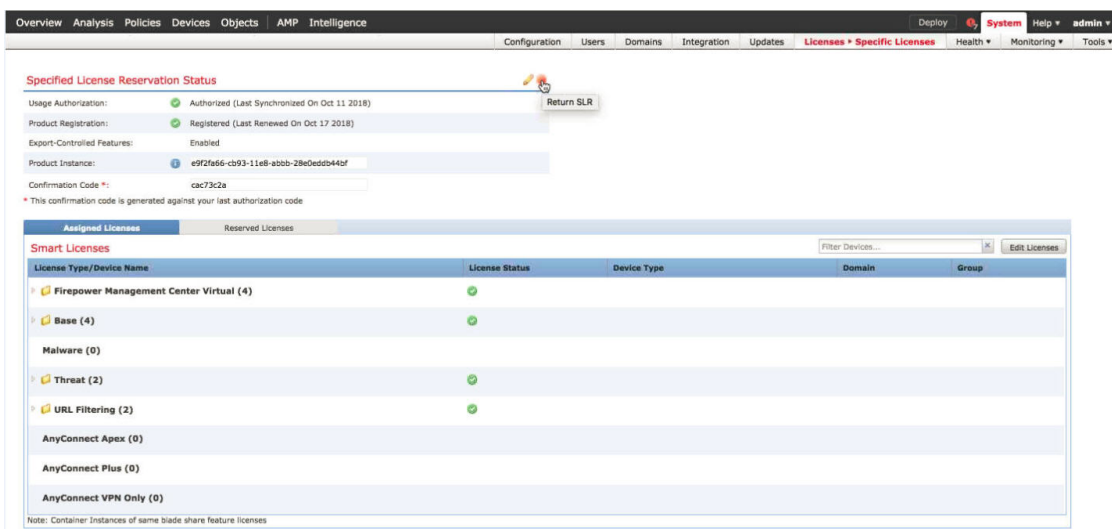 Overview Analysis Policies Devices Objects AMP Intelligence Deploy System Help admin
Configuration Users Domains Integration Updates Licenses Specific Licenses Health Monitoring Tools
Specified License Reservation Status
Return SLR
Usage Authorization: Authorized (Last Synchronized On Oct 11 2018)
Product Registration: Registered (Last Renewed On Oct 17 2018)
Export-Controlled Features: Enabled
Product Instance: e9f2fa66-cb93-11e8-abbb-28e0eddb44bf
Confirmation Code *: cac73c2a
* This confirmation code is generated against your last authorization code
Assigned Licenses Reserved Licenses
Smart Licenses Filter Devices... Edit Licenses
License Type/Device Name License Status Device Type Domain Group
Firepower Management Center Virtual (4)
Base (4)
Malware (0)
Threat (2)
URL Filtering (2)
AnyConnect Apex (0)
AnyConnect Plus (0)
AnyConnect VPN Only (0)
Note: Container Instances of same blade share feature licenses